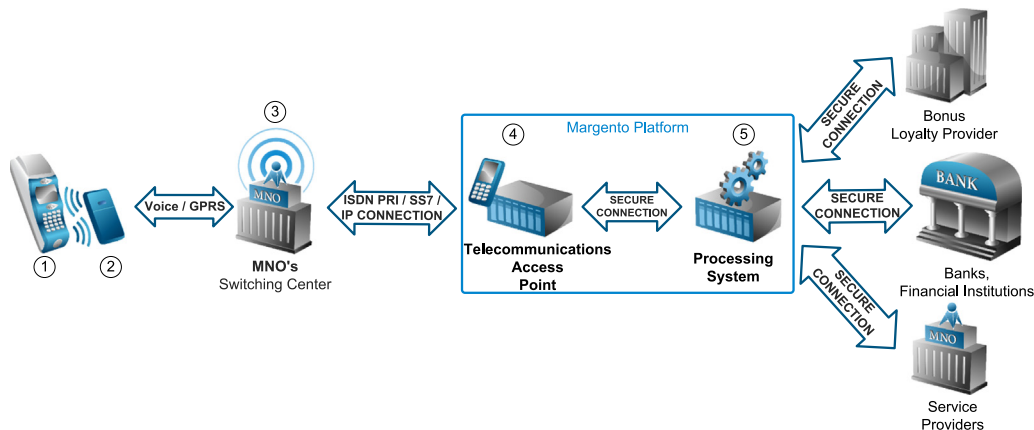 1
2
Voice / GPRS
3
MNO
MNO's
Switching Center
ISDN PRI / SS7 /
IP CONNECTION
Margento Platform
4
Telecommunications
Access
Point
SECURE
CONNECTION
5
Processing
System
SECURE
CONNECTION
Bonus
Loyalty Provider
SECURE
CONNECTION
BANK
Banks,
Financial Institutions
SECURE
CONNECTION
MNO
Service
Providers